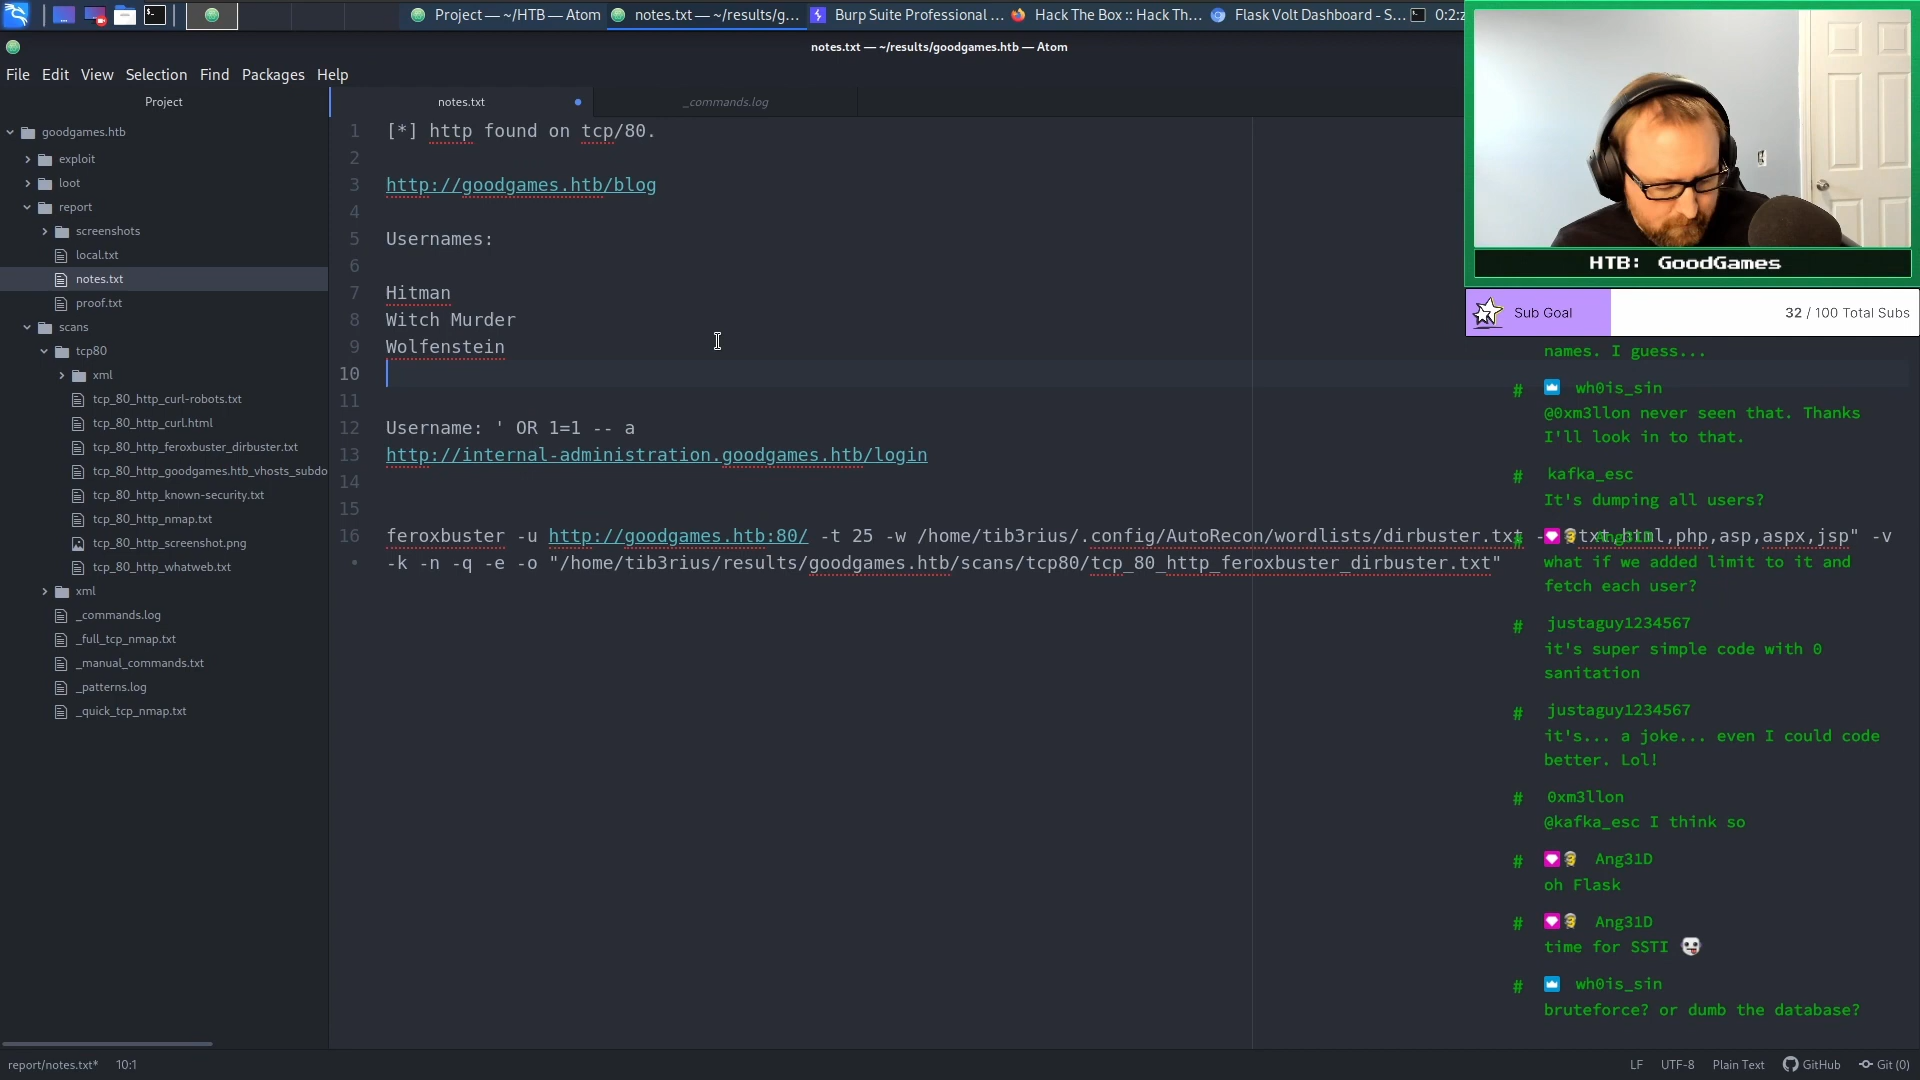 Project — ~/HTB — Atom
notes.txt — ~/results/g...
Burp Suite Professional ...
Hack The Box :: Hack Th...
Flask Volt Dashboard - S...
0:2:z
notes.txt — ~/results/goodgames.htb — Atom
File Edit View Selection Find Packages Help
Project
notes.txt
_commands.log
goodgames.htb
exploit
loot
report
screenshots
local.txt
notes.txt
proof.txt
scans
tcp80
xml
tcp_80_http_curl-robots.txt
tcp_80_http_curl.html
tcp_80_http_feroxbuster_dirbuster.txt
tcp_80_http_goodgames.htb_vhosts_subdo
tcp_80_http_known-security.txt
tcp_80_http_nmap.txt
tcp_80_http_screenshot.png
tcp_80_http_whatweb.txt
xml
_commands.log
_full_tcp_nmap.txt
_manual_commands.txt
_patterns.log
_quick_tcp_nmap.txt
1 [*] http found on tcp/80.
2
3 http://goodgames.htb/blog
4
5 Usernames:
6
7 Hitman
8 Witch Murder
9 Wolfenstein
10
11
12 Username: ' OR 1=1 -- a
13 http://internal-administration.goodgames.htb/login
14
15
16 feroxbuster -u http://goodgames.htb:80/ -t 25 -w /home/tib3rius/.config/AutoRecon/wordlists/dirbuster.txt - "txt,html,php,asp,aspx,jsp" -v
-k -n -q -e -o "/home/tib3rius/results/goodgames.htb/scans/tcp80/tcp_80_http_feroxbuster_dirbuster.txt"
HTB: GoodGames
Sub Goal
32 / 100 Total Subs
names. I guess...
# wh0is_sin
@0xm3llon never seen that. Thanks
I'll look in to that.
# kafka_esc
It's dumping all users?
# Ang31D
what if we added limit to it and
fetch each user?
# justaguy1234567
it's super simple code with 0
sanitation
# justaguy1234567
it's... a joke... even I could code
better. Lol!
# 0xm3llon
@kafka_esc I think so
# Ang31D
oh Flask
# Ang31D
time for SSTI
# wh0is_sin
bruteforce? or dumb the database?
report/notes.txt* 10:1
LF UTF-8 Plain Text GitHub Git (0)